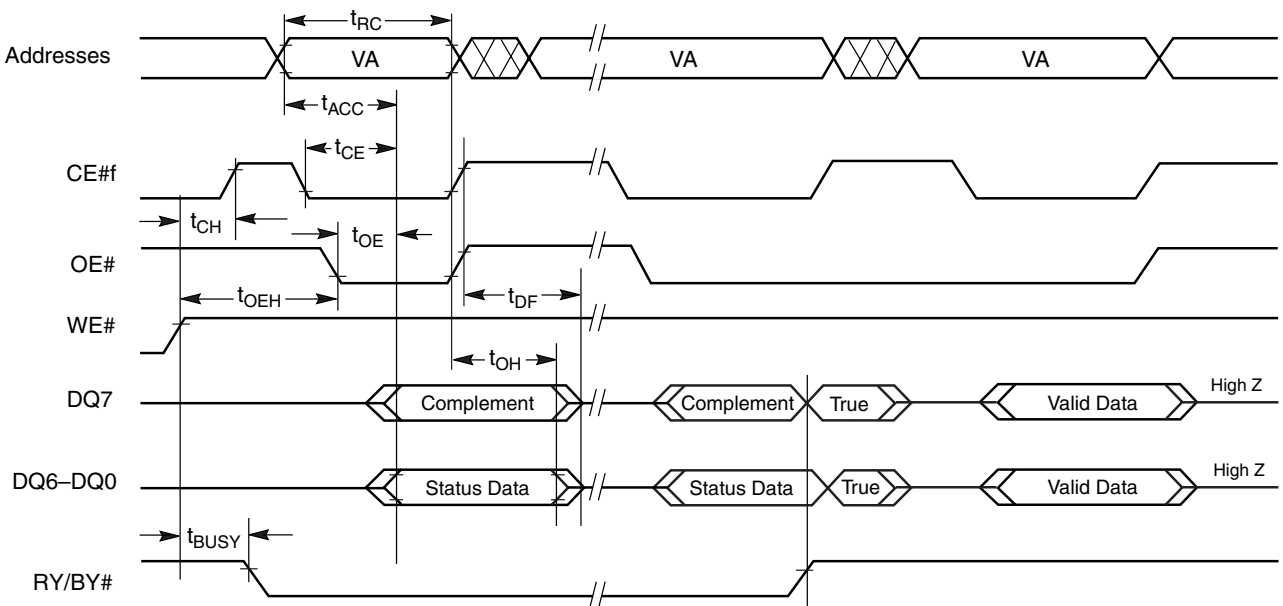 tRC
Addresses VA VA VA
tACC
tCE
CE#f
tCH tOE
OE#
tOEH tDF
WE#
tOH
DQ7 Complement Complement True Valid Data High Z
DQ6–DQ0 Status Data Status Data True Valid Data High Z
tBUSY
RY/BY#